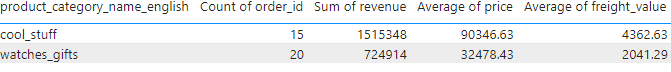 product_category_name_english Count of order_id Sum of revenue Average of price Average of freight_value
cool_stuff 15 1515348 90346.63 4362.63
watches_gifts 20 724914 32478.43 2041.29